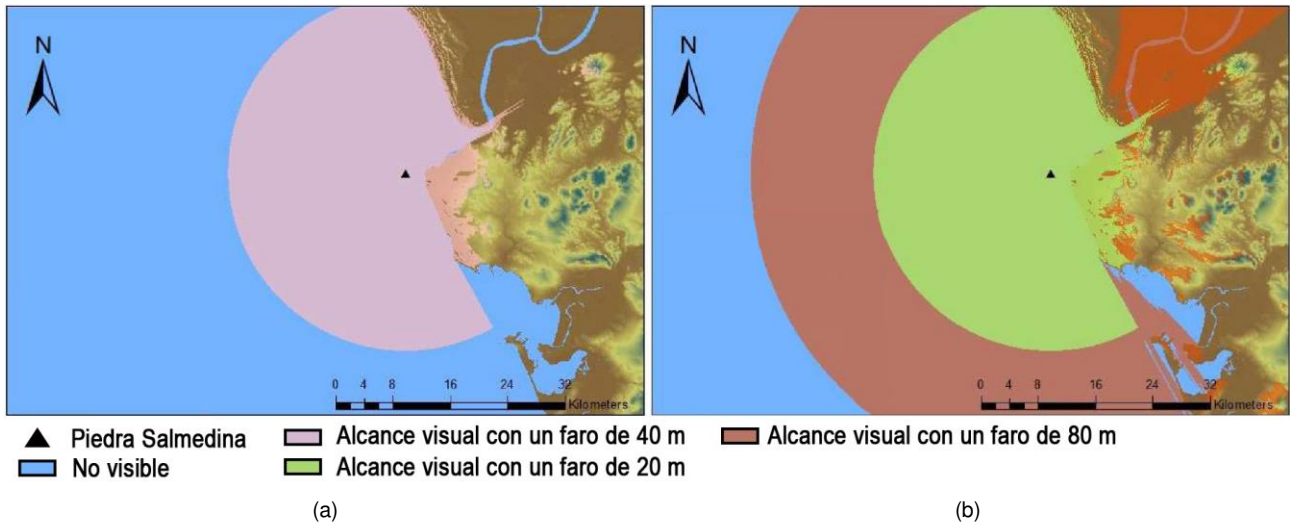 N
N
0 4 8 16 24 32
Kilometers
0 4 8 16 24 32
Kilometers
Piedra Salmedina
Alcance visual con un faro de 40 m
Alcance visual con un faro de 80 m
No visible
Alcance visual con un faro de 20 m
(a)
(b)